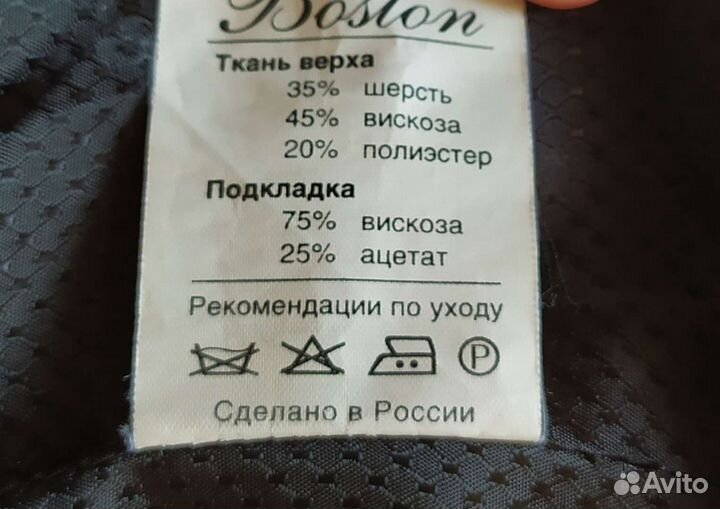 Boston
Ткань верха
35% шерсть
45% вискоза
20% полиэстер
Подкладка
75% вискоза
25% ацетат
Рекомендации по уходу
P
Сделано в России
Avito